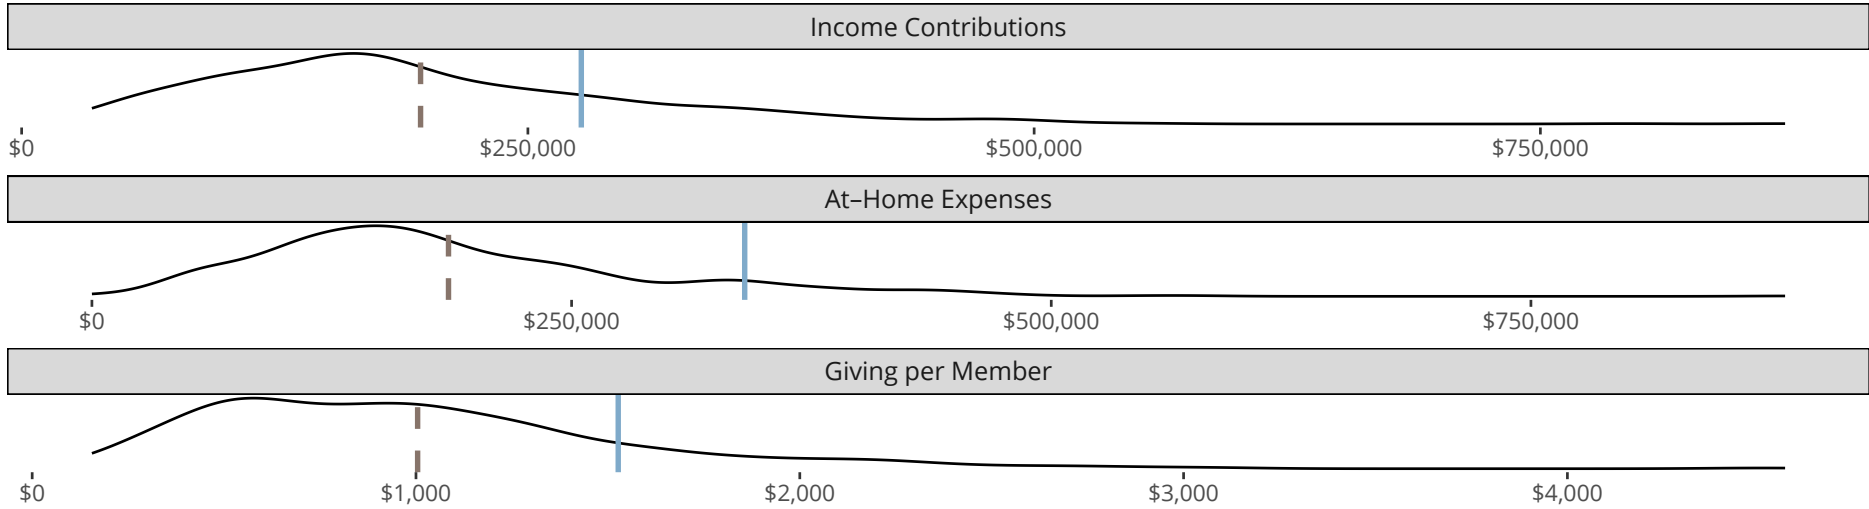 Income Contributions
$0 $250,000 $500,000 $750,000
At–Home Expenses
$0 $250,000 $500,000 $750,000
Giving per Member
$0 $1,000 $2,000 $3,000 $4,000